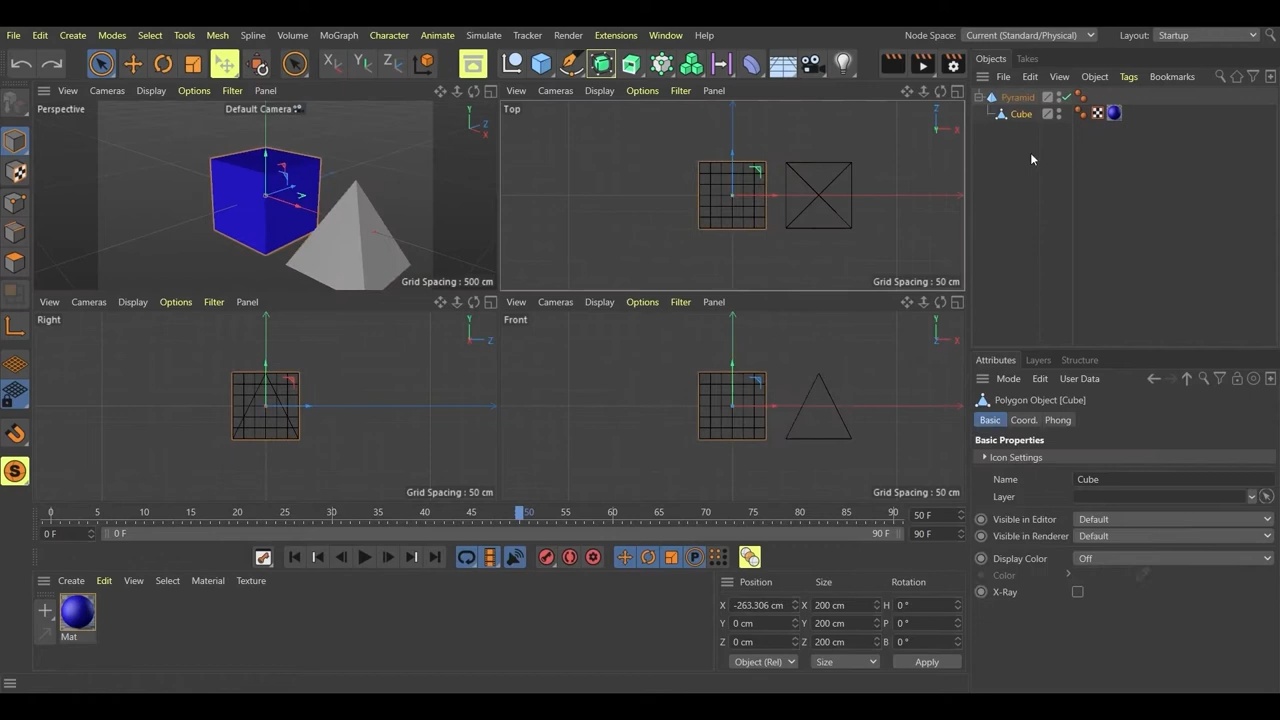 File Edit Create Modes Select Tools Mesh Spline Volume MoGraph Character Animate Simulate Tracker Render Extensions Window Help Node Space: Current (Standard/Physical) Layout: Startup
X Y Z
Objects Takes
File Edit View Object Tags Bookmarks
Pyramid
Cube
View Cameras Display Options Filter Panel
Perspective Default Camera
Y Z X
Grid Spacing : 500 cm
View Cameras Display Options Filter Panel
Top
Z Y X
Grid Spacing : 50 cm
View Cameras Display Options Filter Panel
Right
Y X Z
Grid Spacing : 50 cm
View Cameras Display Options Filter Panel
Front
Y Z X
Grid Spacing : 50 cm
Attributes Layers Structure
Mode Edit User Data
Polygon Object [Cube]
Basic Coord. Phong
Basic Properties
Icon Settings
Name Cube
Layer
Visible in Editor Default
Visible in Renderer Default
Display Color Off
Color
X-Ray
0 5 10 15 20 25 30 35 40 45 50 55 60 65 70 75 80 85 90 50 F
0 F 0 F 90 F 90 F
P
S
Create Edit View Select Material Texture
Mat
Position Size Rotation
X -263.306 cm X 200 cm H 0 °
Y 0 cm Y 200 cm P 0 °
Z 0 cm Z 200 cm B 0 °
Object (Rel) Size Apply